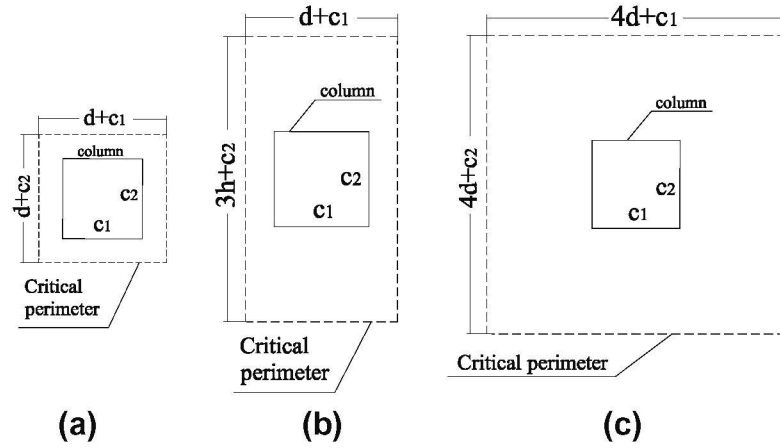 d+c1
column
d+c2
c2
c1
Critical
perimeter
(a)
d+c1
column
3h+c2
c2
c1
Critical
perimeter
(b)
4d+c1
column
4d+c2
c2
c1
Critical perimeter
(c)